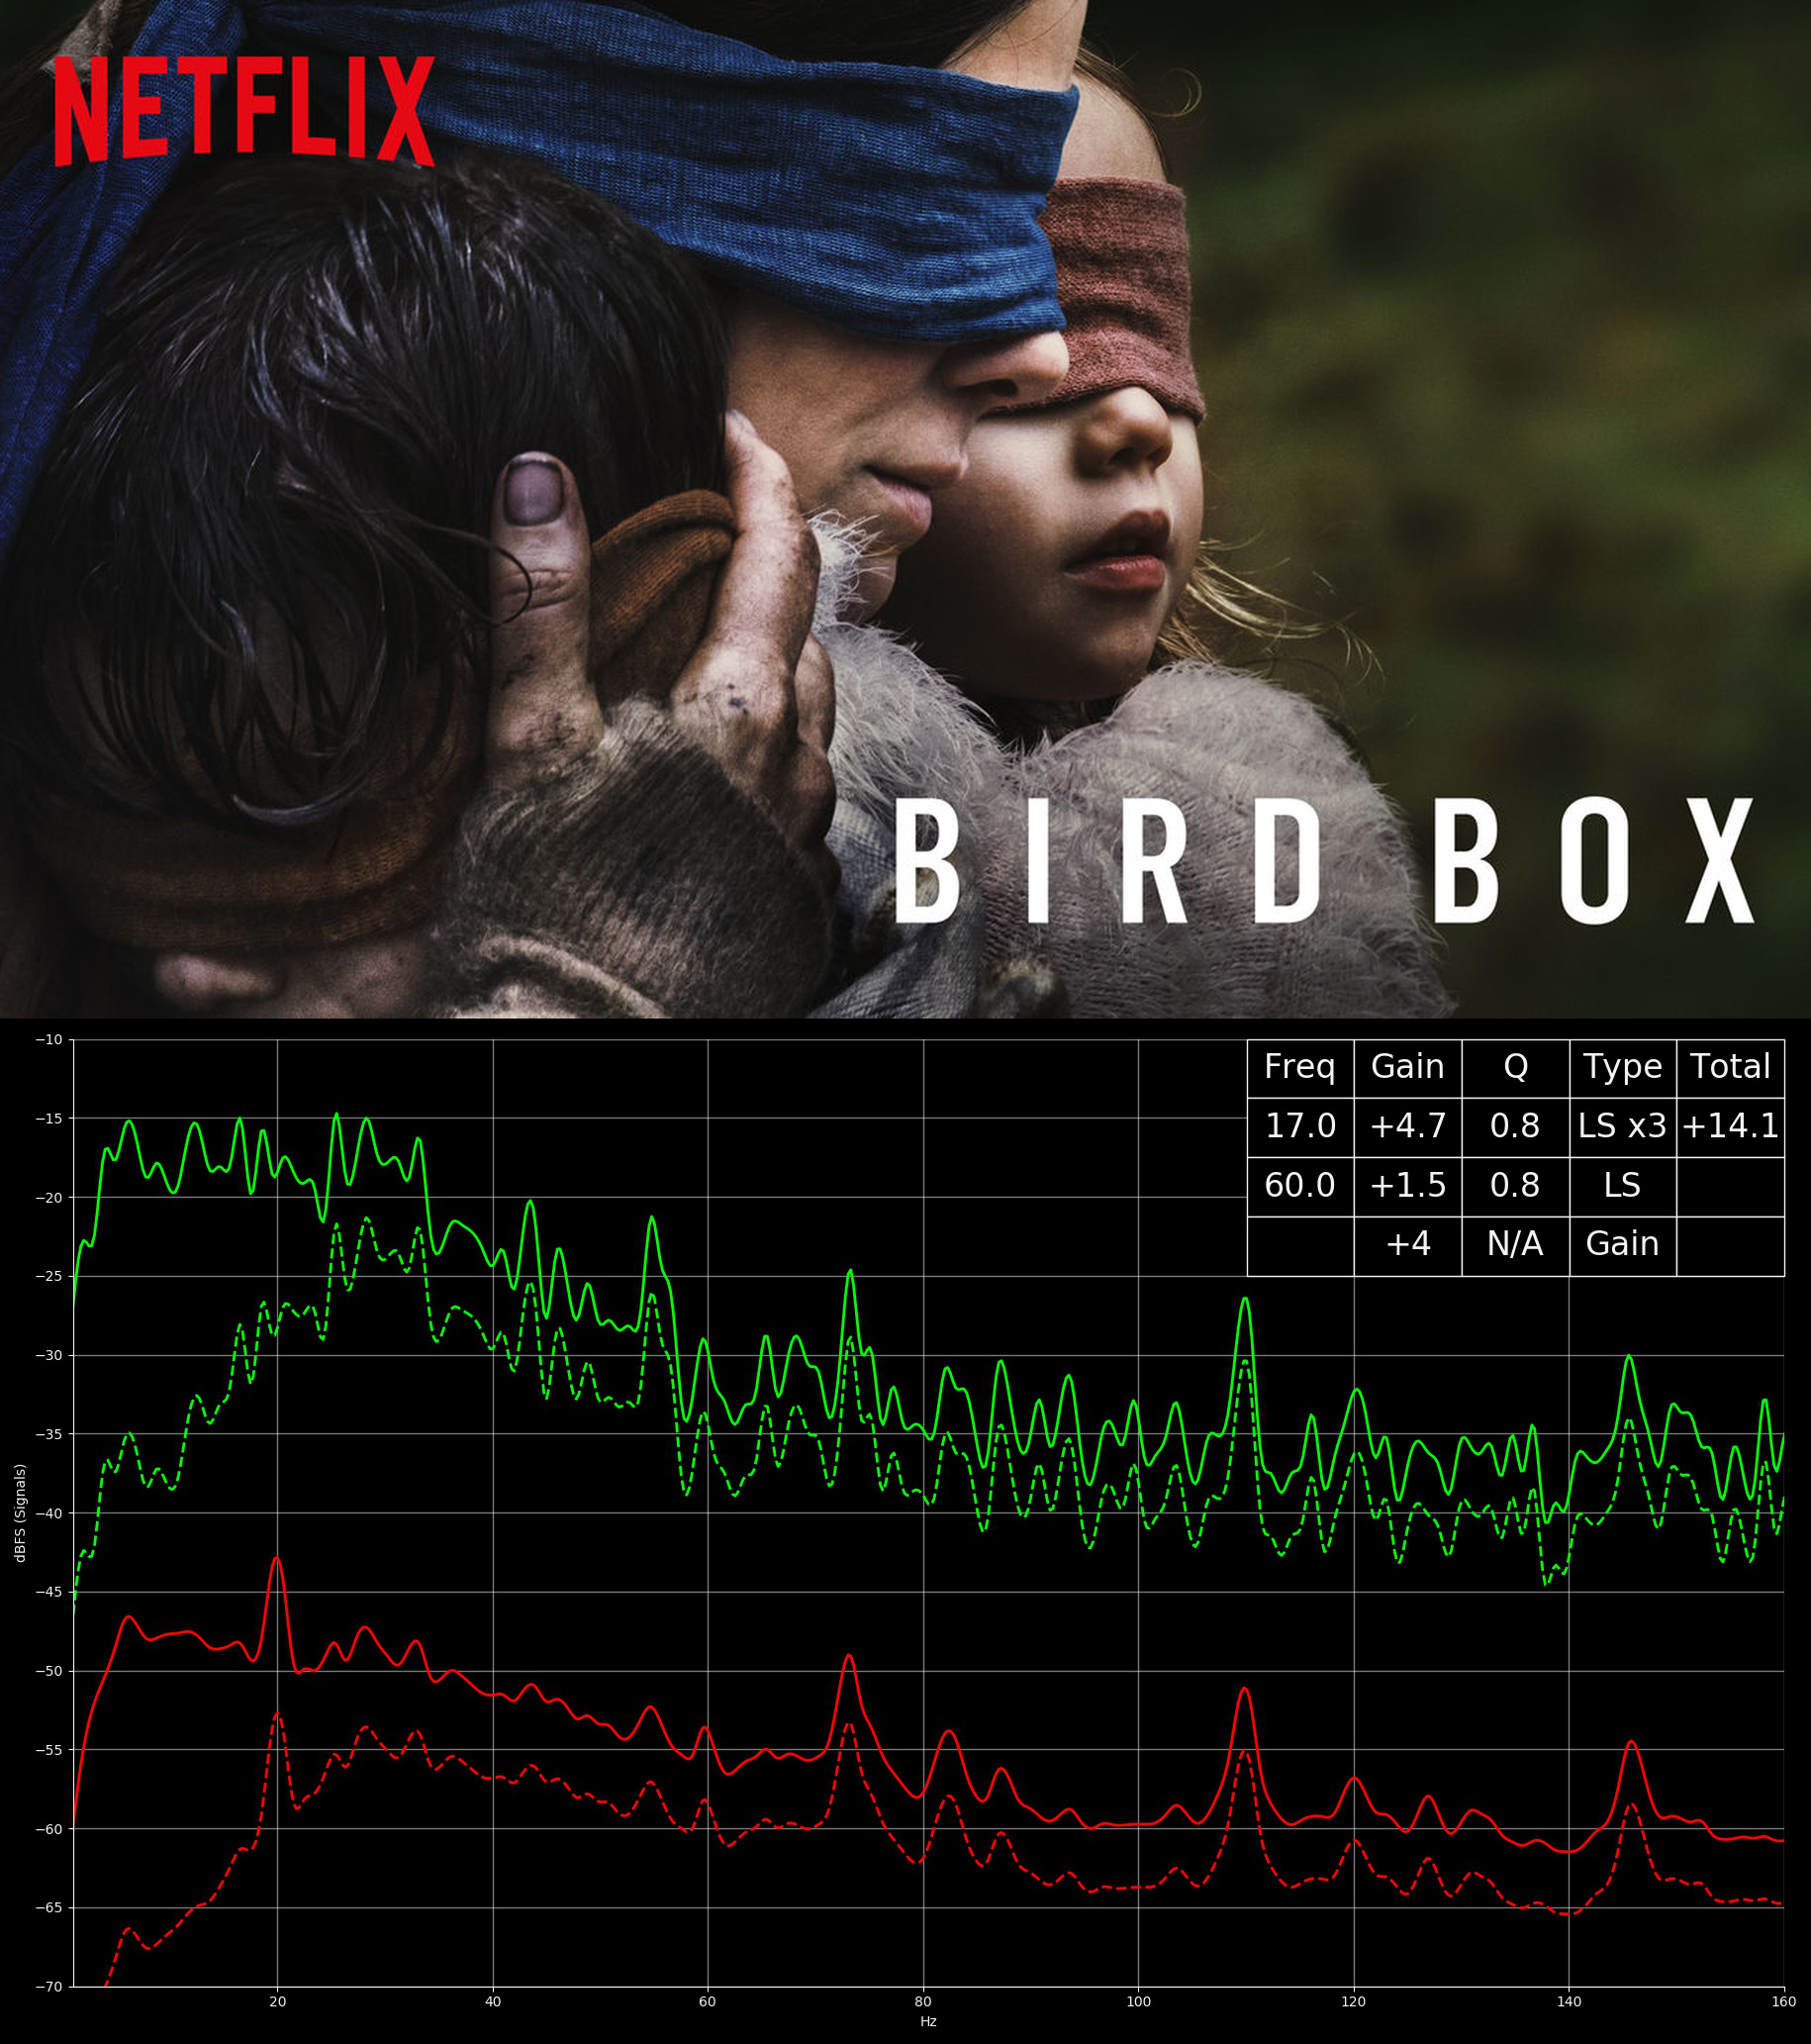 NETFLIX
BIRD BOX
Freq Gain Q Type Total
17.0 +4.7 0.8 LS x3 +14.1
60.0 +1.5 0.8 LS
+4 N/A Gain
−10
−15
−20
−25
−30
−35
−40
−45
−50
−55
−60
−65
−70
dBFS (Signals)
20 40 60 80 100 120 140 160
Hz